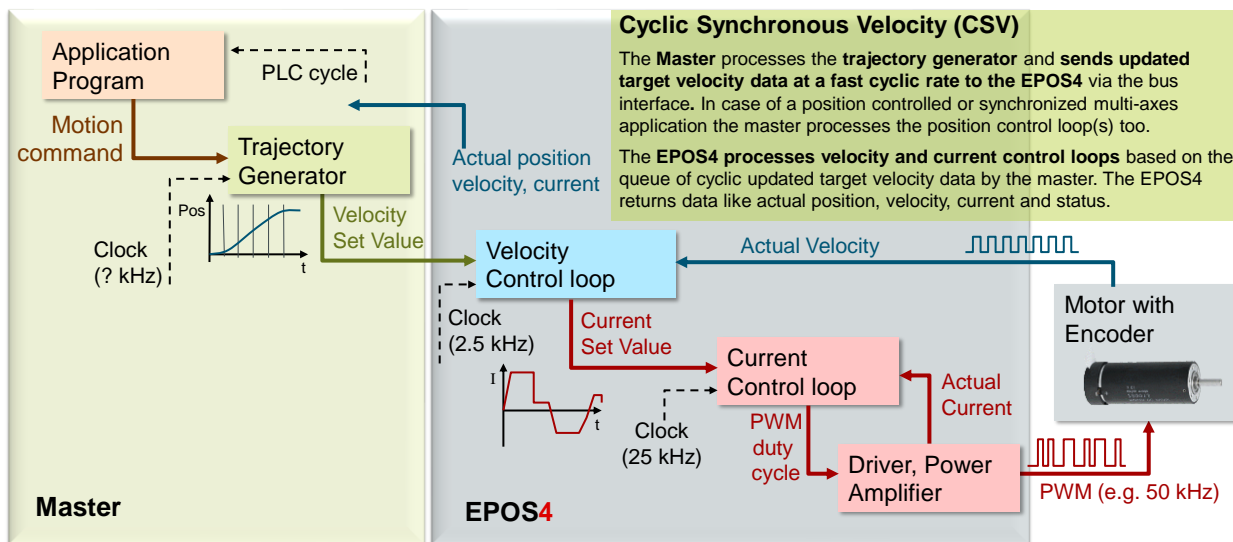 Cyclic Synchronous Velocity (CSV)
The Master processes the trajectory generator and sends updated
target velocity data at a fast cyclic rate to the EPOS4 via the bus
interface. In case of a position controlled or synchronized multi-axes
application the master processes the position control loop(s) too.
The EPOS4 processes velocity and current control loops based on the
queue of cyclic updated target velocity data by the master. The EPOS4
returns data like actual position, velocity, current and status.
Application
Program
PLC cycle
Motion
command
Trajectory
Generator
Actual position
velocity, current
Pos
t
Clock
(? kHz)
Velocity
Set Value
Velocity
Control loop
Actual Velocity
Clock
(2.5 kHz)
Current
Set Value
Motor with
Encoder
I
t
Current
Control loop
Actual
Current
Clock
(25 kHz)
PWM
duty
cycle
Driver, Power
Amplifier
PWM (e.g. 50 kHz)
Master
EPOS4